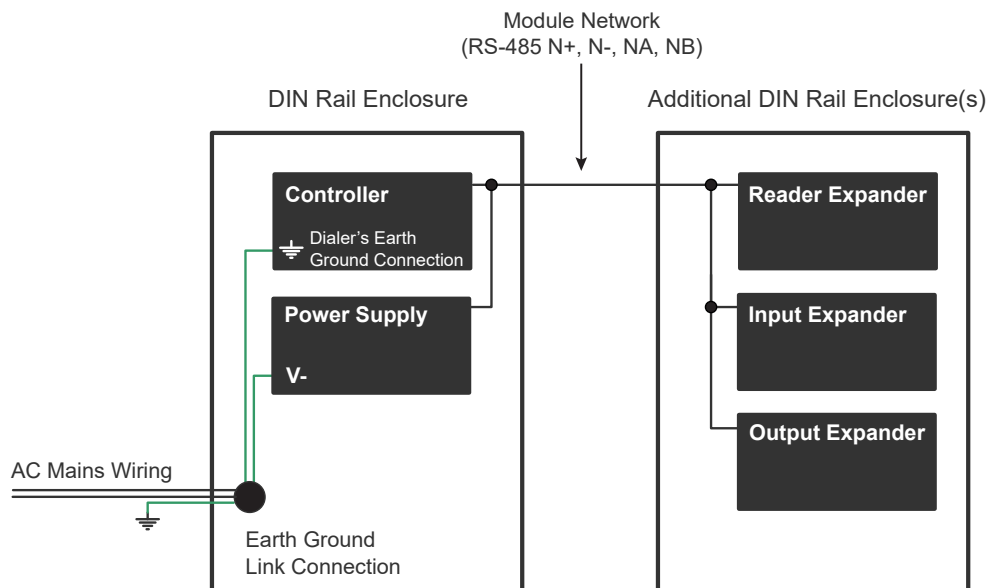 Module Network
(RS-485 N+, N-, NA, NB)
DIN Rail Enclosure
Additional DIN Rail Enclosure(s)
Controller
Dialer's Earth
Ground Connection
Power Supply
V-
Reader Expander
Input Expander
Output Expander
AC Mains Wiring
Earth Ground
Link Connection